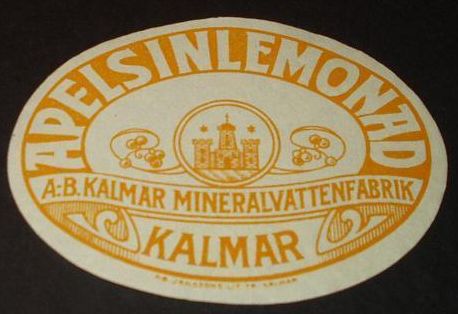 APELSINLEMONAD
A.-B. KALMAR MINERALVATTENFABRIK
KALMAR